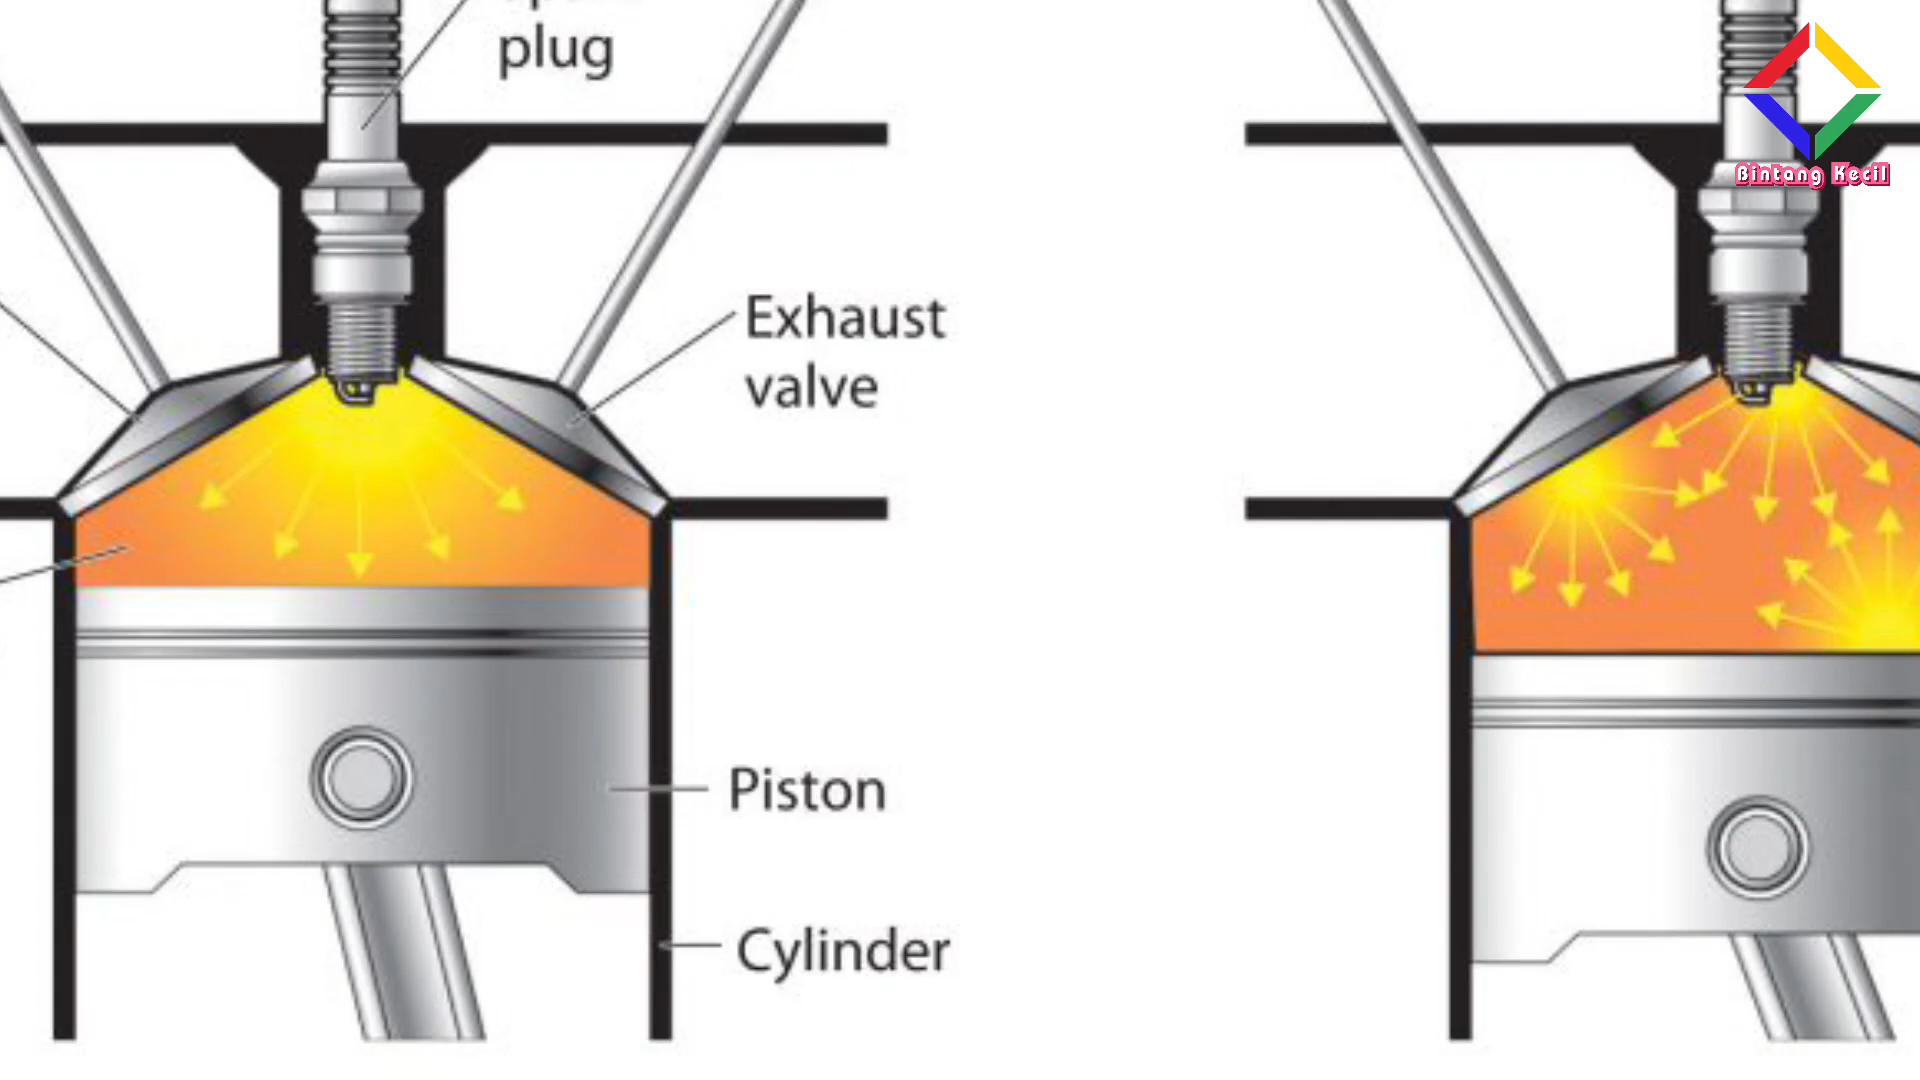 plug
Exhaust
valve
Piston
Cylinder
Bintang Kecil